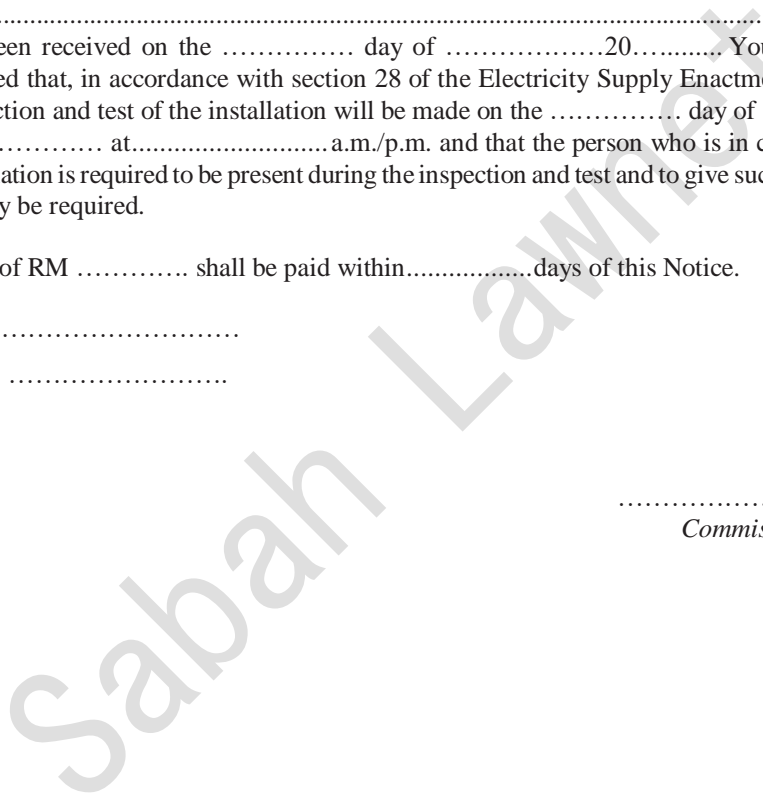 ..........................................................................................................
een received on the …………… day of ………………20….......... You
ed that, in accordance with section 28 of the Electricity Supply Enactme
ction and test of the installation will be made on the …………… day of
………… at............................a.m./p.m. and that the person who is in c
ation is required to be present during the inspection and test and to give suc
y be required.
of RM …………. shall be paid within..................days of this Notice.
………………………
…………………….
………………
Commis
Sabah Lawnet